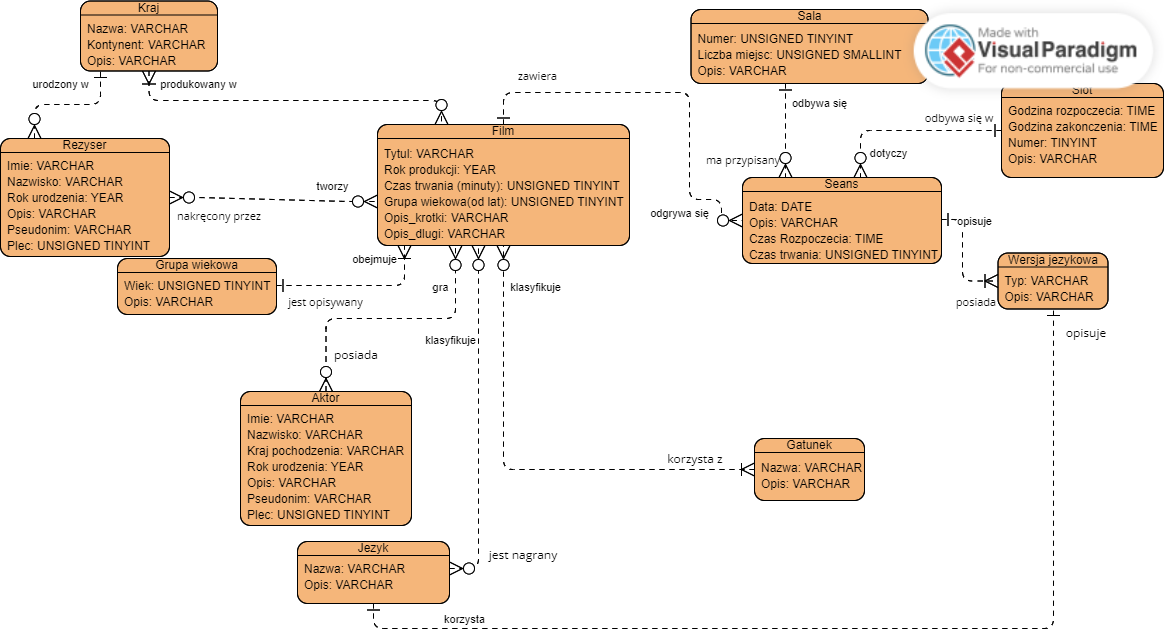 Kraj
Nazwa: VARCHAR
Kontynent: VARCHAR
Opis: VARCHAR
urodzony w
produkowany w
Sala
Numer: UNSIGNED TINYINT
Liczba miejsc: UNSIGNED SMALLINT
Opis: VARCHAR
Made with
Visual Paradigm
For non-commercial use
zawiera
odbywa się
Slot
Godzina rozpoczecia: TIME
Godzina zakonczenia: TIME
Numer: TINYINT
Opis: VARCHAR
odbywa się w
dotyczy
ma przypisany
Rezyser
Imie: VARCHAR
Nazwisko: VARCHAR
Rok urodzenia: YEAR
Opis: VARCHAR
Pseudonim: VARCHAR
Plec: UNSIGNED TINYINT
nakręcony przez
tworzy
Film
Tytul: VARCHAR
Rok produkcji: YEAR
Czas trwania (minuty): UNSIGNED TINYINT
Grupa wiekowa(od lat): UNSIGNED TINYINT
Opis_krotki: VARCHAR
Opis_dlugi: VARCHAR
odgrywa się
Seans
Data: DATE
Opis: VARCHAR
Czas Rozpoczecia: TIME
Czas trwania: UNSIGNED TINYINT
opisuje
posiada
Wersja jezykowa
Typ: VARCHAR
Opis: VARCHAR
opisuje
Grupa wiekowa
Wiek: UNSIGNED TINYINT
Opis: VARCHAR
obejmuje
jest opisywany
gra
klasyfikuje
klasyfikuje
posiada
Aktor
Imie: VARCHAR
Nazwisko: VARCHAR
Kraj pochodzenia: VARCHAR
Rok urodzenia: YEAR
Opis: VARCHAR
Pseudonim: VARCHAR
Plec: UNSIGNED TINYINT
korzysta z
Gatunek
Nazwa: VARCHAR
Opis: VARCHAR
Jezyk
Nazwa: VARCHAR
Opis: VARCHAR
jest nagrany
korzysta